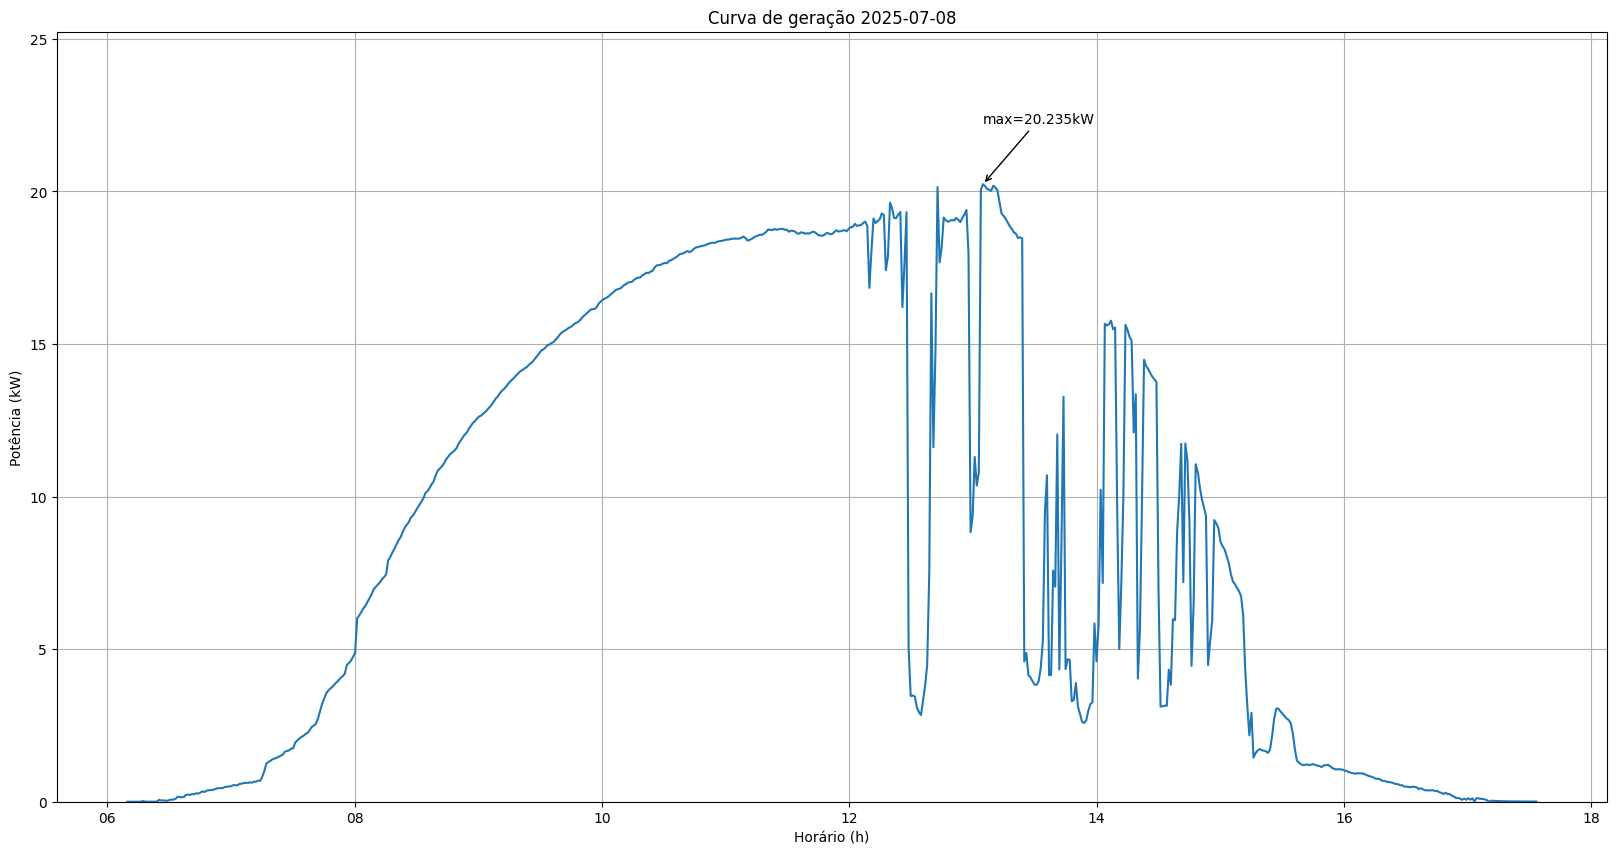 Curva de geração 2025-07-08
25
max=20.235kW
20
15
Potência (kW)
10
5
0
06 08 10 12 14 16 18
Horário (h)